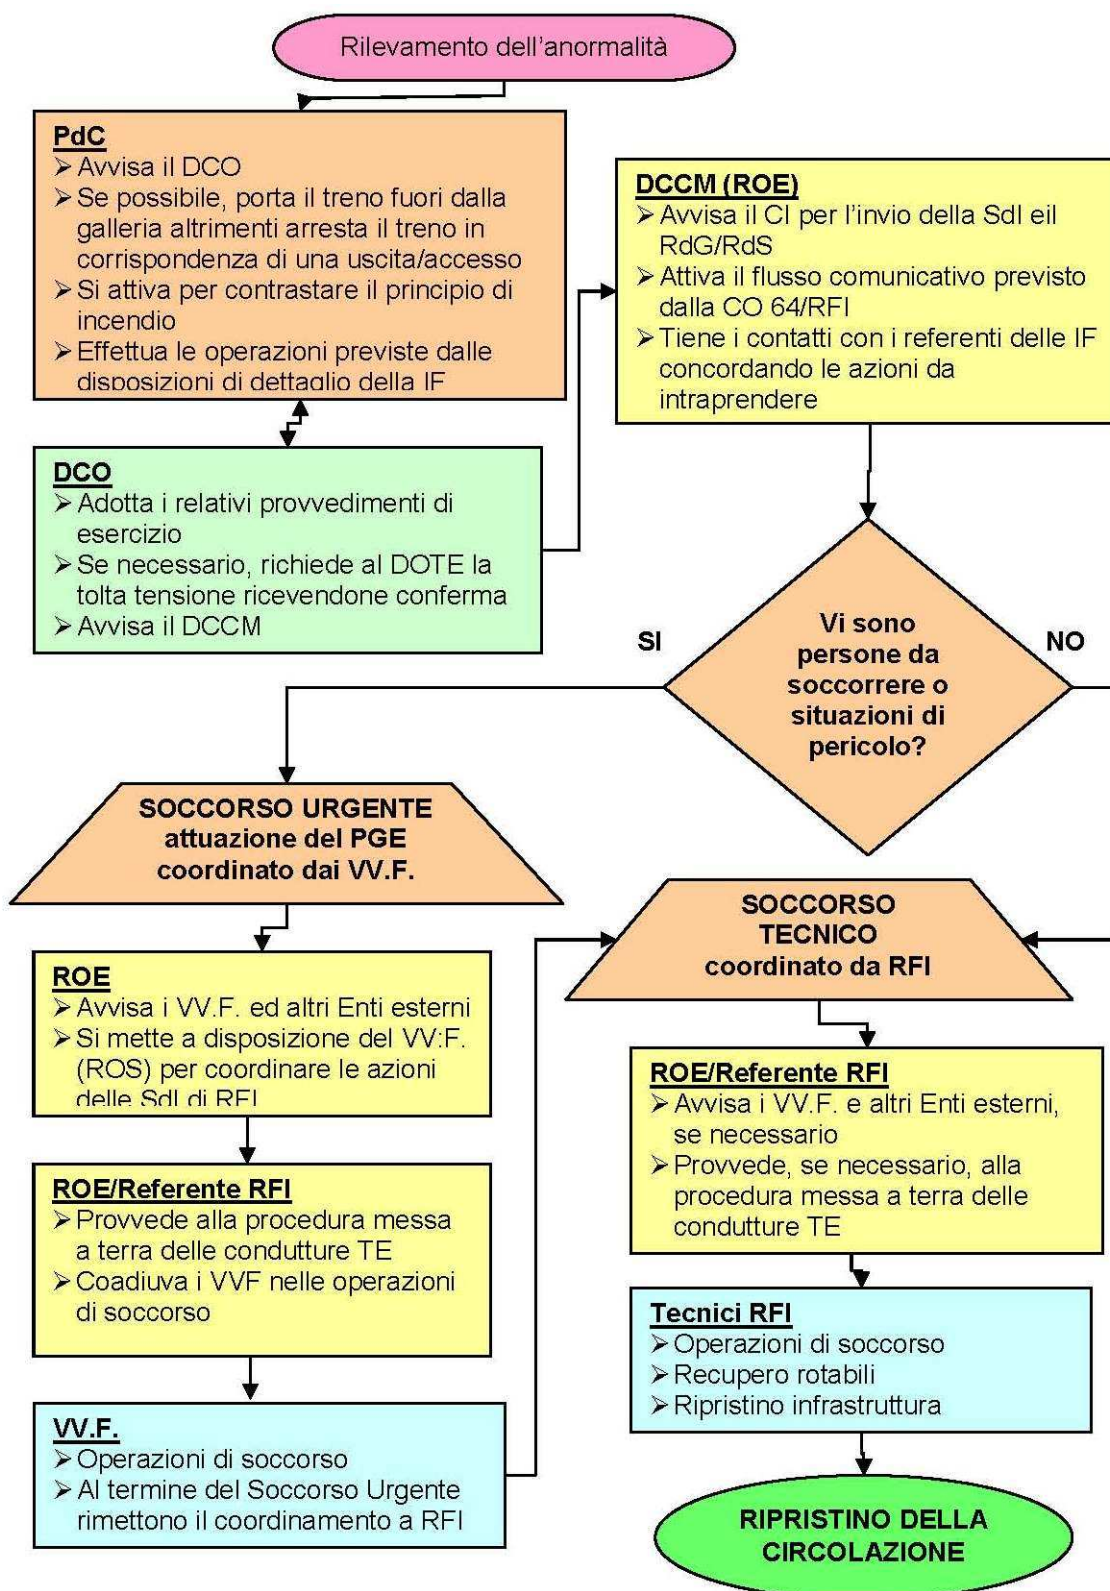 Rilevamento dell'anormalità
PdC
➢ Avvisa il DCO
➢ Se possibile, porta il treno fuori dalla
galleria altrimenti arresta il treno in
corrispondenza di una uscita/accesso
➢ Si attiva per contrastare il principio di
incendio
➢ Effettua le operazioni previste dalle
disposizioni di dettaglio della IF
DCO
➢ Adotta i relativi provvedimenti di
esercizio
➢ Se necessario, richiede al DOTE la
tolta tensione ricevendone conferma
➢ Avvisa il DCCM
DCCM (ROE)
➢ Avvisa il CI per l'invio della SdI eil
RdG/RdS
➢ Attiva il flusso comunicativo previsto
dalla CO 64/RFI
➢ Tiene i contatti con i referenti delle IF
concordando le azioni da
intraprendere
SI
Vi sono
persone da
soccorrere o
situazioni di
pericolo?
NO
SOCCORSO URGENTE
attuazione del PGE
coordinato dai VV.F.
ROE
➢ Avvisa i VV.F. ed altri Enti esterni
➢ Si mette a disposizione del VV:F.
(ROS) per coordinare le azioni
delle SdI di RFI
ROE/Referente RFI
➢ Provvede alla procedura messa
a terra delle condutture TE
➢ Coadiuva i VVF nelle operazioni
di soccorso
VV.F.
➢ Operazioni di soccorso
➢ Al termine del Soccorso Urgente
rimettono il coordinamento a RFI
SOCCORSO
TECNICO
coordinato da RFI
ROE/Referente RFI
➢ Avvisa i VV.F. e altri Enti esterni,
se necessario
➢ Provvede, se necessario, alla
procedura messa a terra delle
condutture TE
Tecnici RFI
➢ Operazioni di soccorso
➢ Recupero rotabili
➢ Ripristino infrastruttura
RIPRISTINO DELLA
CIRCOLAZIONE